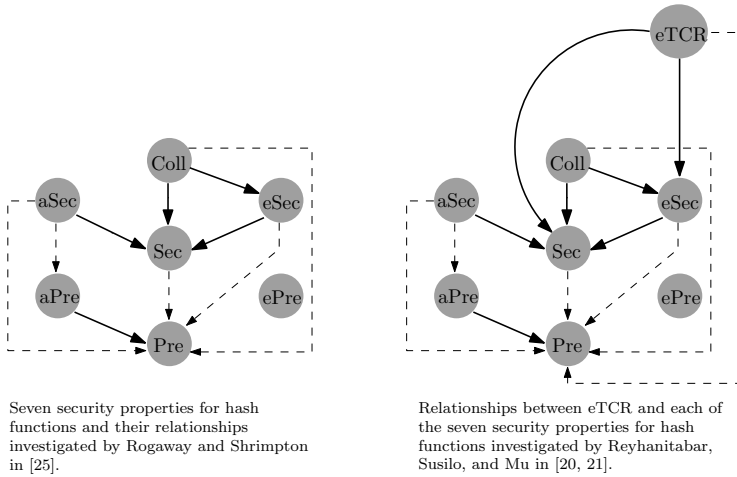 eTCR
Coll
aSec
eSec
Sec
aPre
ePre
Pre
Coll
aSec
eSec
Sec
aPre
ePre
Pre
Seven security properties for hash
functions and their relationships
investigated by Rogaway and Shrimpton
in [25].
Relationships between eTCR and each of
the seven security properties for hash
functions investigated by Reyhanitabar,
Susilo, and Mu in [20, 21].